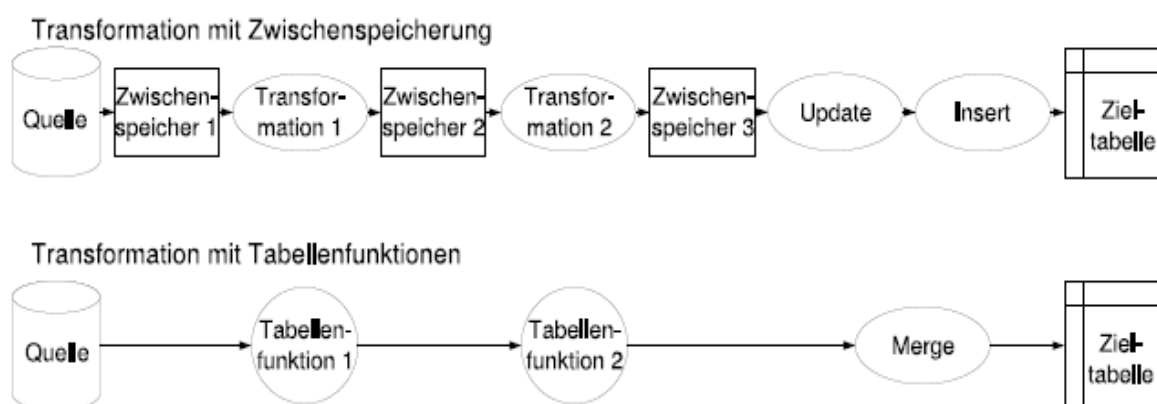 Transformation mit Zwischenspeicherung
Quelle
Zwischen-
speicher 1
Transfor-
mation 1
Zwischen-
speicher 2
Transfor-
mation 2
Zwischen-
speicher 3
Update
Insert
Ziel-
tabelle
Transformation mit Tabellenfunktionen
Quelle
Tabellen-
funktion 1
Tabellen-
funktion 2
Merge
Ziel-
tabelle